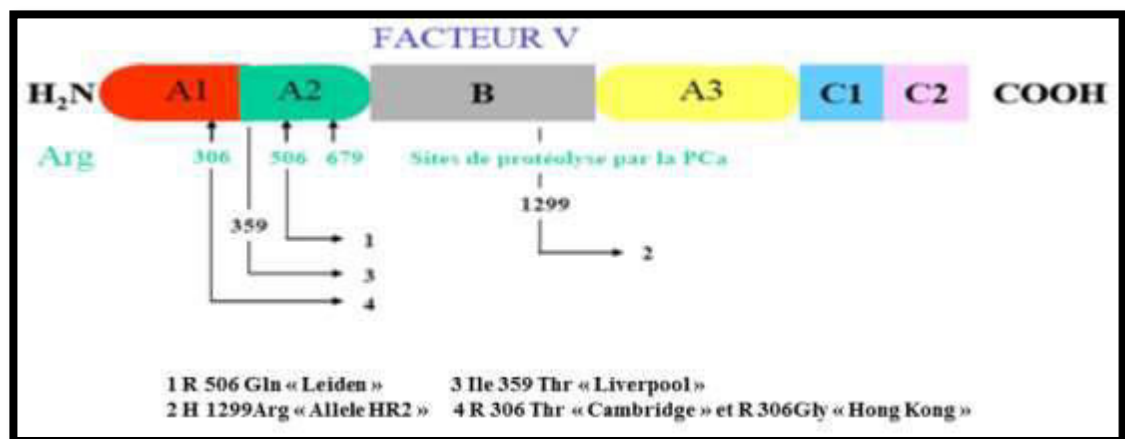 FACTEUR V
H₂N A1 A2 B A3 C1 C2 COOH
Arg 306 506 679 Sites de protéolyse par la PCa
359 1299
1 2
3
4
1 R 506 Gln « Leiden » 3 Ile 359 Thr « Liverpool »
2 H 1299Arg « Allele HR2 » 4 R 306 Thr « Cambridge » et R 306Gly « Hong Kong »